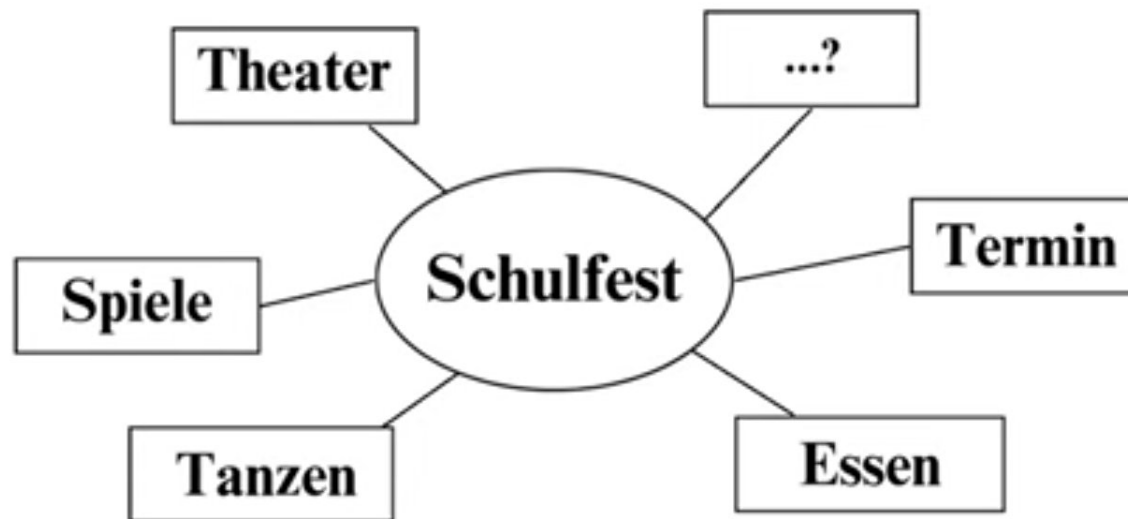 Theater
...?
Schulfest
Termin
Spiele
Tanzen
Essen